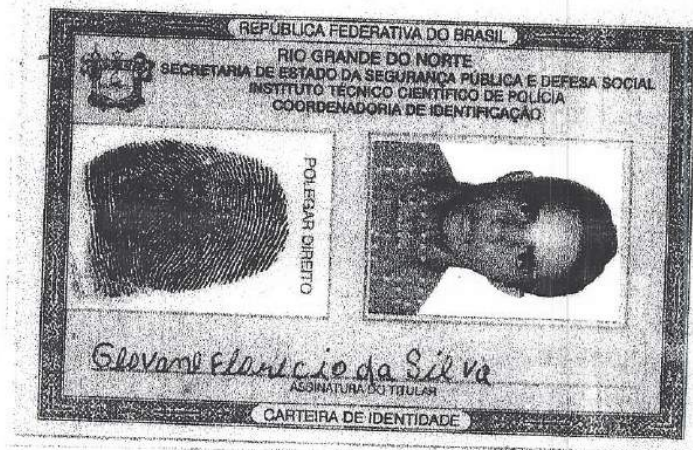 REPÚBLICA FEDERATIVA DO BRASIL
RIO GRANDE DO NORTE
SECRETARIA DE ESTADO DA SEGURANÇA PÚBLICA E DEFESA SOCIAL
INSTITUTO TÉCNICO CIENTÍFICO DE POLÍCIA
COORDENADORIA DE IDENTIFICAÇÃO
POLEGAR DIREITO
da Silva
ASSINATURA DO TITULAR
CARTEIRA DE IDENTIDADE